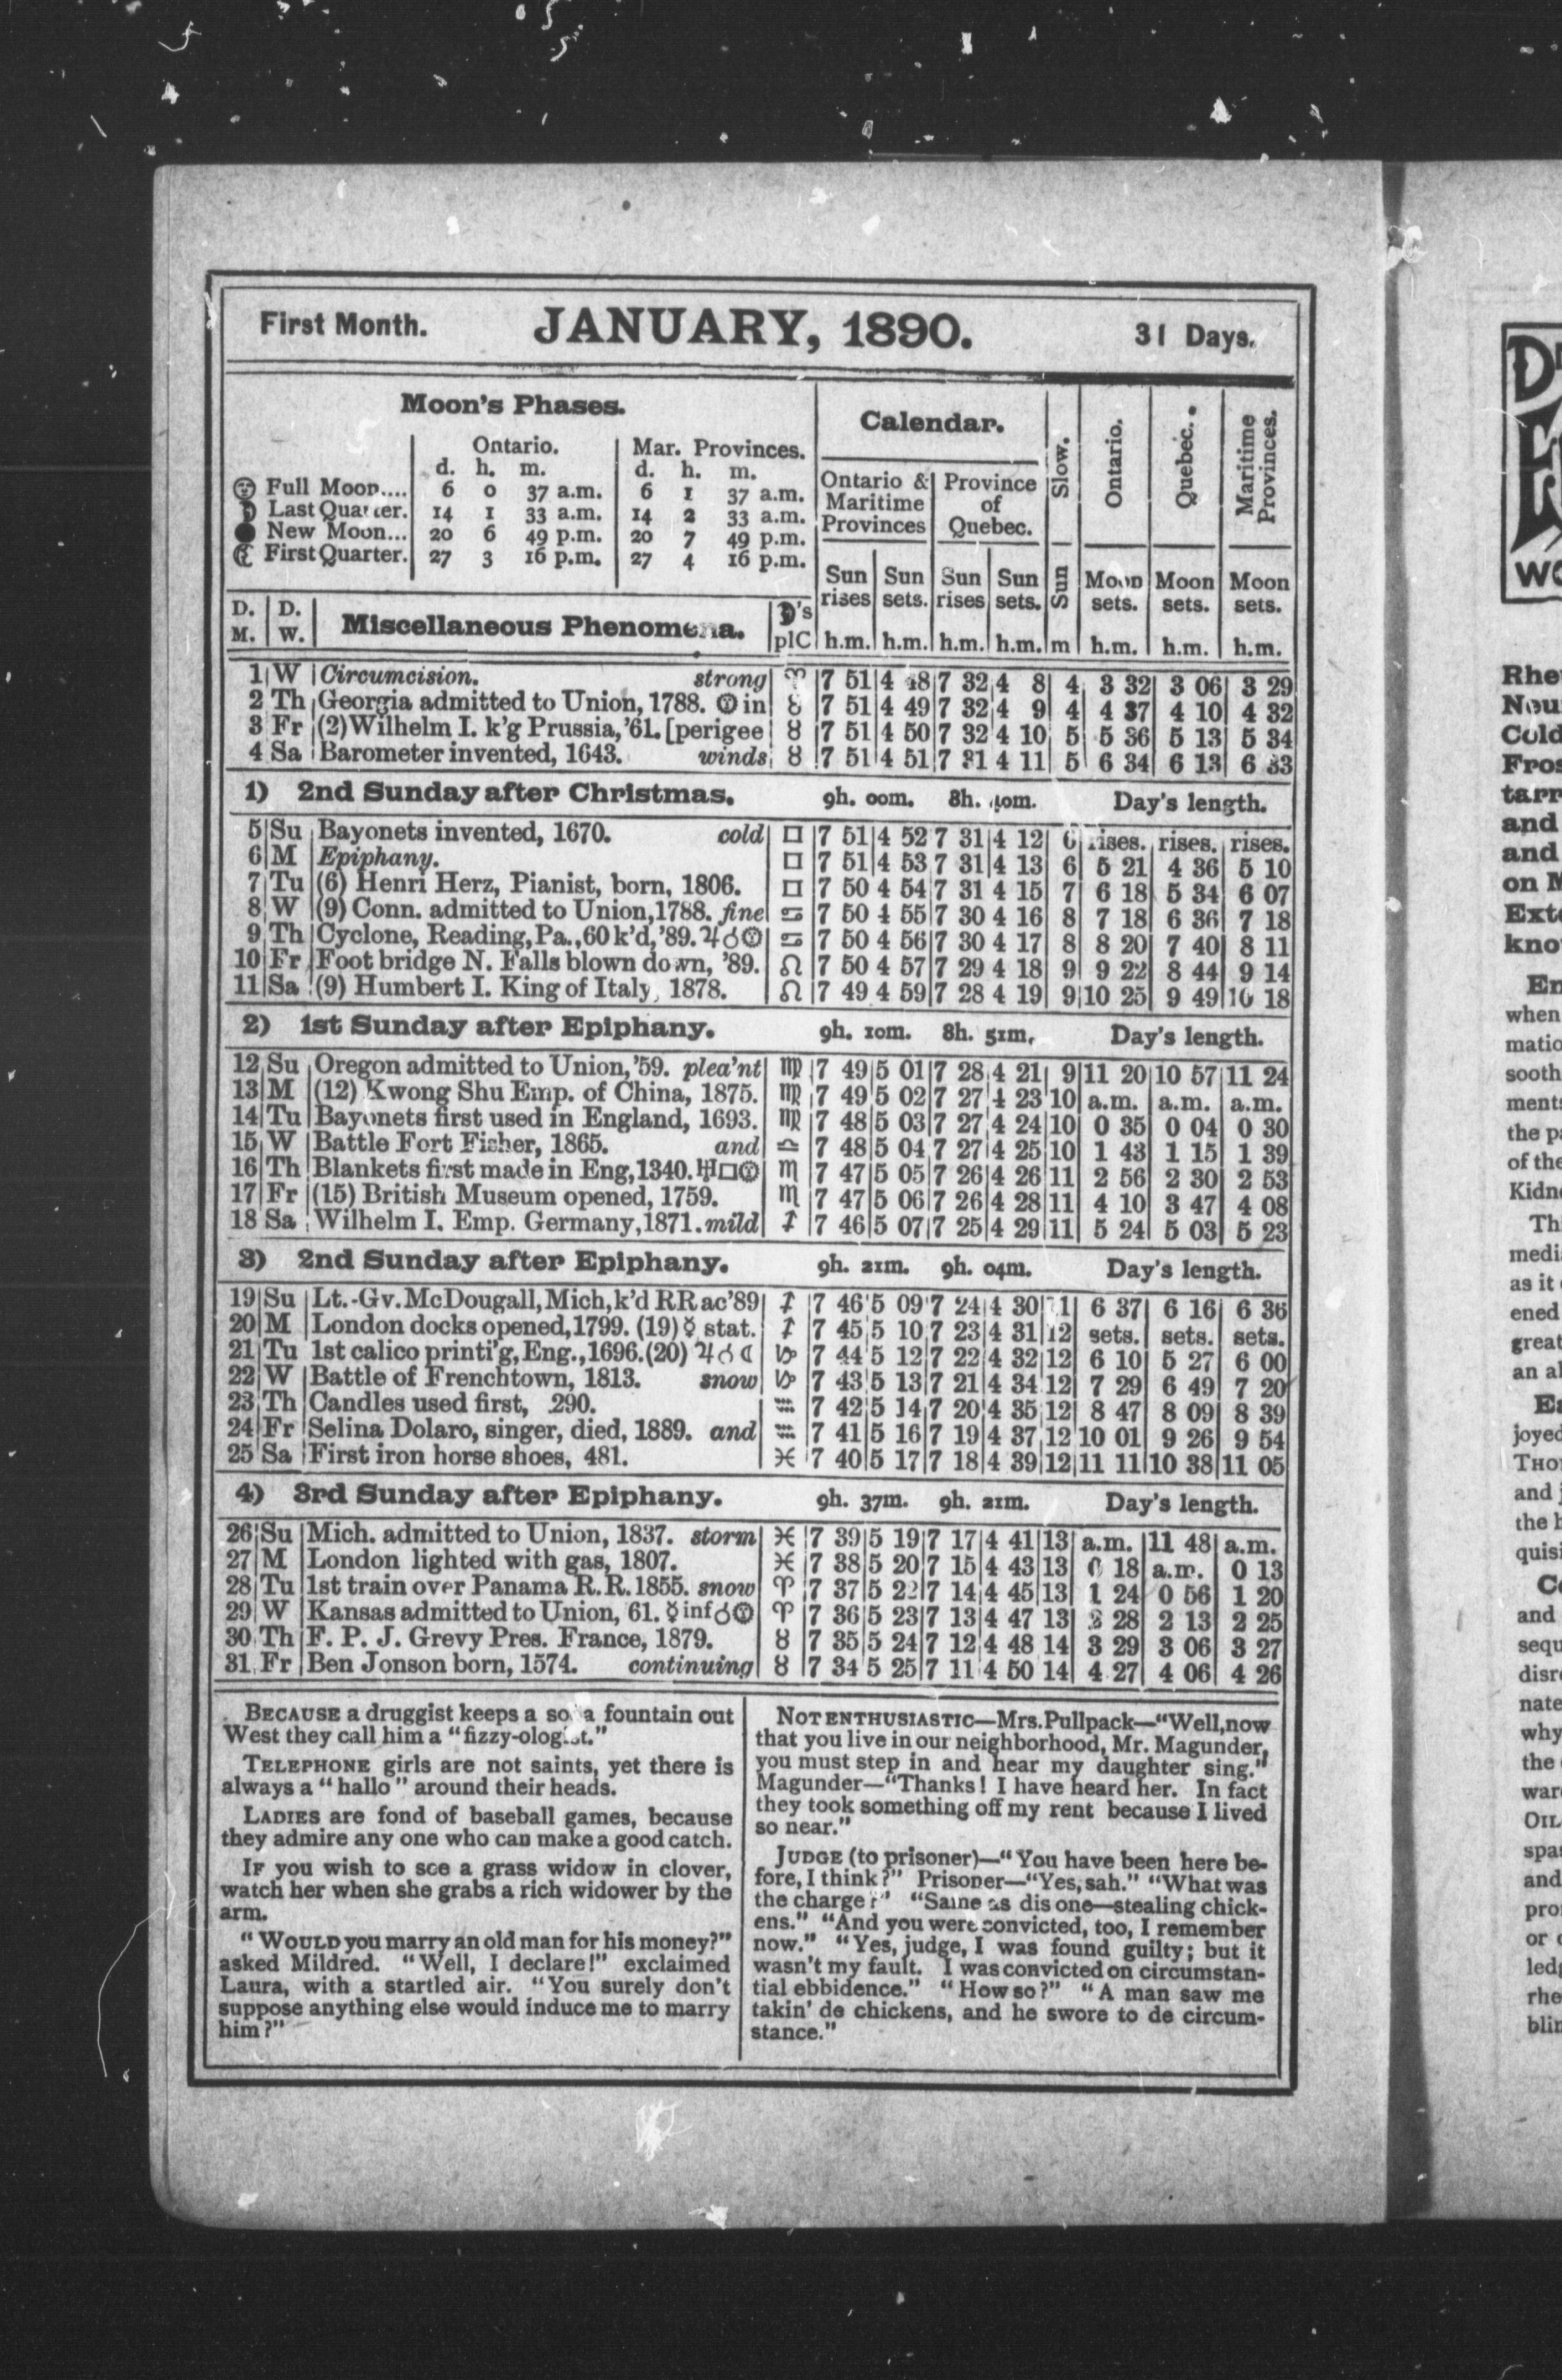 First Month. JANUARY, 1890. 31 Days.
Moon's Phases.
Ontario. Mar. Provinces.
d. h. m. d. h. m.
Full Moon.... 6 0 37 a.m. 6 1 37 a.m.
Last Quarter. 14 1 33 a.m. 14 2 33 a.m.
New Moon... 20 6 49 p.m. 20 7 49 p.m.
First Quarter. 27 3 16 p.m. 27 4 16 p.m.
Calendar.
Ontario & Maritime Provinces
Province of Quebec.
Sun Slow.
Ontario.
Quebec.
Maritime Provinces.
Sun rises Sun sets. Sun rises Sun sets. Moon sets. Moon sets. Moon sets.
D. M. D. W. Miscellaneous Phenomena. ☽'s plC h.m. h.m. h.m. h.m. m h.m. h.m. h.m.
1 W Circumcision. strong ♈ 7 51 4 48 7 32 4 8 4 3 32 3 06 3 29
2 Th Georgia admitted to Union, 1788. in ♉ 7 51 4 49 7 32 4 9 4 4 37 4 10 4 32
3 Fr (2) Wilhelm I. k'g Prussia, '61. [perigee ♉ 7 51 4 50 7 32 4 10 5 5 36 5 13 5 34
4 Sa Barometer invented, 1643. winds ♉ 7 51 4 51 7 31 4 11 5 6 34 6 13 6 33
1) 2nd Sunday after Christmas. 9h. 00m. 8h. 40m. Day's length.
5 Su Bayonets invented, 1670. cold □ 7 51 4 52 7 31 4 12 6 rises. rises. rises.
6 M Epiphany. □ 7 51 4 53 7 31 4 13 6 5 21 4 36 5 10
7 Tu (6) Henri Herz, Pianist, born, 1806. □ 7 50 4 54 7 31 4 15 7 6 18 5 34 6 07
8 W (9) Conn. admitted to Union, 1788. fine ♋ 7 50 4 55 7 30 4 16 8 7 18 6 36 7 18
9 Th Cyclone, Reading, Pa., 60 k'd, '89. ♃☌ ♋ 7 50 4 56 7 30 4 17 8 8 20 7 40 8 11
10 Fr Foot bridge N. Falls blown down, '89. ♌ 7 50 4 57 7 29 4 18 9 9 22 8 44 9 14
11 Sa (9) Humbert I. King of Italy, 1878. ♌ 7 49 4 59 7 28 4 19 9 10 25 9 49 10 18
2) 1st Sunday after Epiphany. 9h. 10m. 8h. 51m. Day's length.
12 Su Oregon admitted to Union, '59. plea'nt ♍ 7 49 5 01 7 28 4 21 9 11 20 10 57 11 24
13 M (12) Kwong Shu Emp. of China, 1875. ♍ 7 49 5 02 7 27 4 23 10 a.m. a.m. a.m.
14 Tu Bayonets first used in England, 1693. ♍ 7 48 5 03 7 27 4 24 10 0 35 0 04 0 30
15 W Battle Fort Fisher, 1865. and ♎ 7 48 5 04 7 27 4 25 10 1 43 1 15 1 39
16 Th Blankets first made in Eng, 1340. ♅□ ♏ 7 47 5 05 7 26 4 26 11 2 56 2 30 2 53
17 Fr (15) British Museum opened, 1759. ♏ 7 47 5 06 7 26 4 28 11 4 10 3 47 4 08
18 Sa Wilhelm I. Emp. Germany, 1871. mild ♐ 7 46 5 07 7 25 4 29 11 5 24 5 03 5 23
3) 2nd Sunday after Epiphany. 9h. 21m. 9h. 04m. Day's length.
19 Su Lt.-Gv. McDougall, Mich, k'd RR ac '89 ♐ 7 46 5 09 7 24 4 30 11 6 37 6 16 6 36
20 M London docks opened, 1799. (19) ☿ stat. ♐ 7 45 5 10 7 23 4 31 12 sets. sets. sets.
21 Tu 1st calico printi'g, Eng., 1696. (20) ♃☌☾ ♑ 7 44 5 12 7 22 4 32 12 6 10 5 27 6 00
22 W Battle of Frenchtown, 1813. snow ♑ 7 43 5 13 7 21 4 34 12 7 29 6 49 7 20
23 Th Candles used first, 290. ♒ 7 42 5 14 7 20 4 35 12 8 47 8 09 8 39
24 Fr Selina Dolaro, singer, died, 1889. and ♒ 7 41 5 16 7 19 4 37 12 10 01 9 26 9 54
25 Sa First iron horse shoes, 481. ♓ 7 40 5 17 7 18 4 39 12 11 11 10 38 11 05
4) 3rd Sunday after Epiphany. 9h. 37m. 9h. 21m. Day's length.
26 Su Mich. admitted to Union, 1837. storm ♓ 7 39 5 19 7 17 4 41 13 a.m. 11 48 a.m.
27 M London lighted with gas, 1807. ♓ 7 38 5 20 7 15 4 43 13 0 18 a.m. 0 13
28 Tu 1st train over Panama R.R. 1855. snow ♈ 7 37 5 22 7 14 4 45 13 1 24 0 56 1 20
29 W Kansas admitted to Union, 61. ☿ inf ☌ ♈ 7 36 5 23 7 13 4 47 13 2 28 2 13 2 25
30 Th F. P. J. Grevy Pres. France, 1879. ♉ 7 35 5 24 7 12 4 48 14 3 29 3 06 3 27
31 Fr Ben Jonson born, 1574. continuing ♉ 7 34 5 25 7 11 4 50 14 4 27 4 06 4 26
BECAUSE a druggist keeps a soda fountain out
West they call him a "fizzy-ologist."
TELEPHONE girls are not saints, yet there is
always a "hallo" around their heads.
LADIES are fond of baseball games, because
they admire any one who can make a good catch.
IF you wish to see a grass widow in clover,
watch her when she grabs a rich widower by the
arm.
"WOULD you marry an old man for his money?"
asked Mildred. "Well, I declare!" exclaimed
Laura, with a startled air. "You surely don't
suppose anything else would induce me to marry
him?"
NOT ENTHUSIASTIC—Mrs. Pullpack—"Well, now
that you live in our neighborhood, Mr. Magunder,
you must step in and hear my daughter sing."
Magunder—"Thanks! I have heard her. In fact
they took something off my rent because I lived
so near."
JUDGE (to prisoner)—"You have been here be-
fore, I think?" Prisoner—"Yes, sah." "What was
the charge?" "Same as dis one—stealing chick-
ens." "And you were convicted, too, I remember
now." "Yes, judge, I was found guilty; but it
wasn't my fault. I was convicted on circumstan-
tial ebbidence." "How so?" "A man saw me
takin' de chickens, and he swore to de circum-
stance."
tarr
and
and
on
when
sooth
the
of the
as it
ened
great
joyed
and
the
and
why
the
and
or